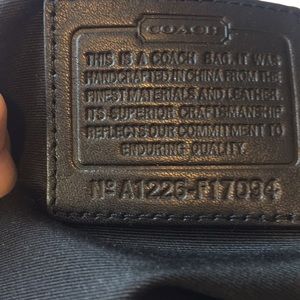 COACH
THIS IS A COACH BAG. IT WAS
HANDCRAFTED IN CHINA FROM THE
FINEST MATERIALS AND LEATHER.
ITS SUPERIOR CRAFTSMANSHIP
REFLECTS OUR COMMITMENT TO
ENDURING QUALITY.
No A1226-F17094